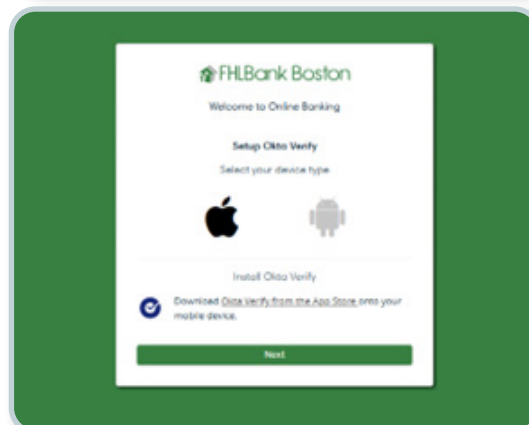 FHLBank Boston
Welcome to Online Banking
Setup Okta Verify
Select your device type
Install Okta Verify
Download Okta Verify from the App Store onto your
mobile device.
Next